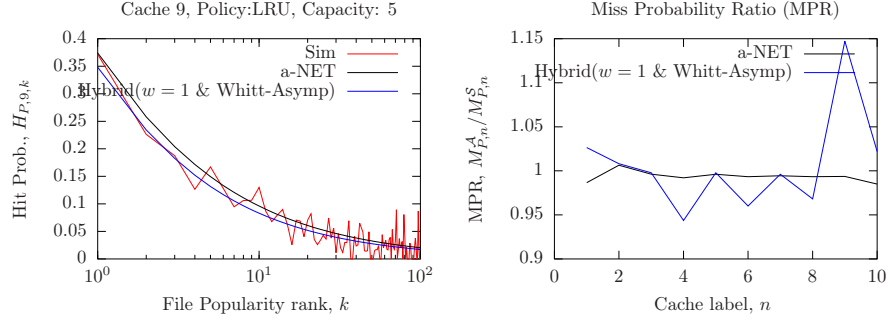 Cache 9, Policy:LRU, Capacity: 5
Hit Prob., H_{P,9,k}
0.4
0.35
0.3
0.25
0.2
0.15
0.1
0.05
0
Sim
a-NET
Hybrid(w = 1 & Whitt-Asymp)
10^0
10^1
10^2
File Popularity rank, k
Miss Probability Ratio (MPR)
MPR, M^A_{P,n}/M^S_{P,n}
1.15
1.1
1.05
1
0.95
0.9
a-NET
Hybrid(w = 1 & Whitt-Asymp)
0
2
4
6
8
10
Cache label, n